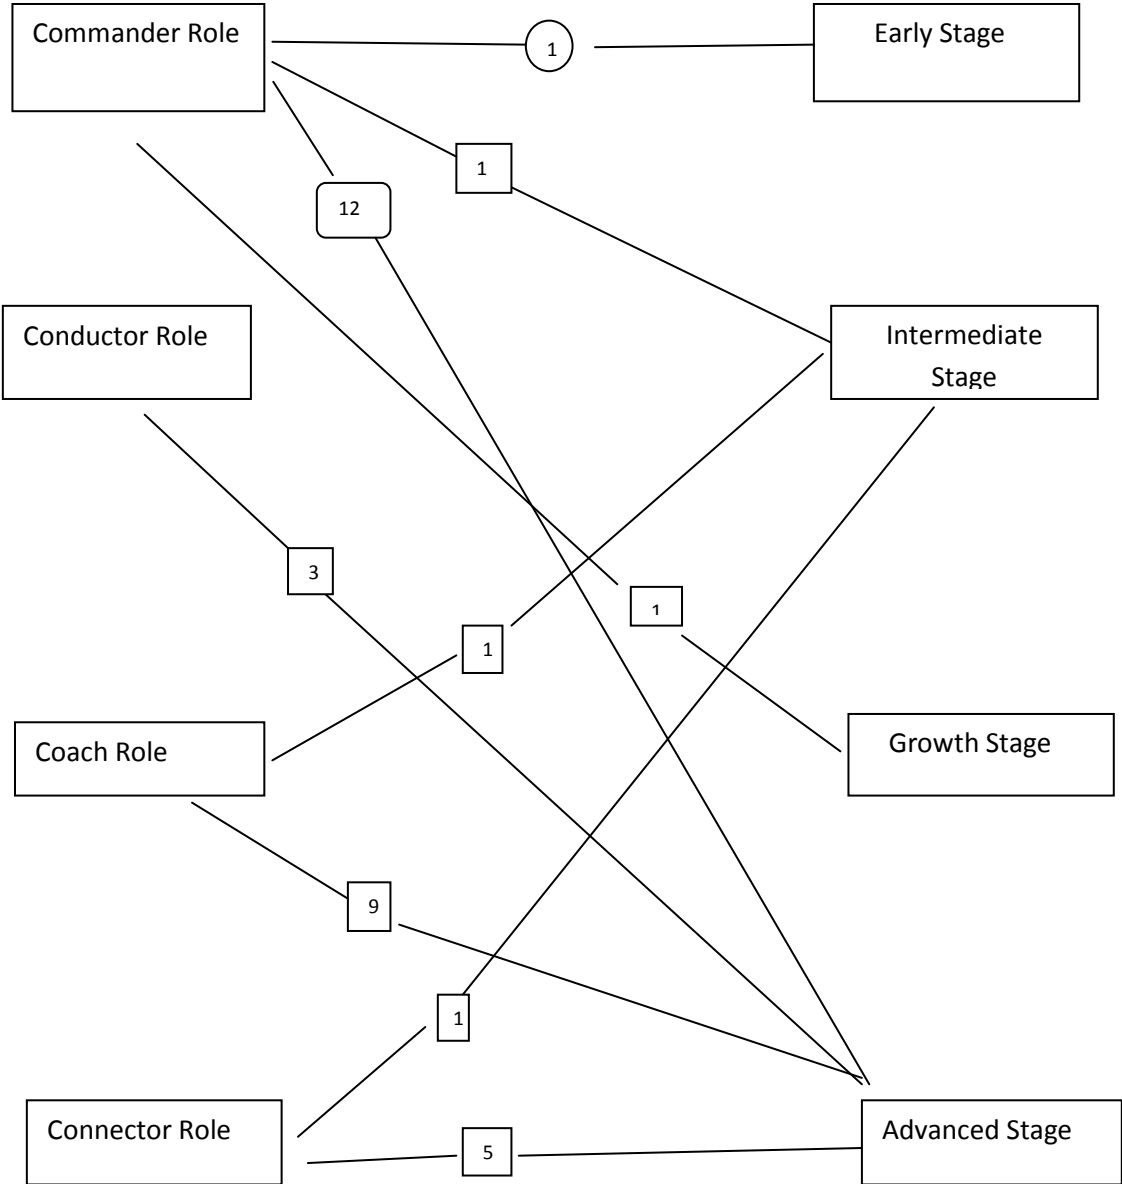 Commander Role
1
Early Stage
1
12
Conductor Role
Intermediate
Stage
3
1
1
Coach Role
Growth Stage
9
1
Connector Role
5
Advanced Stage